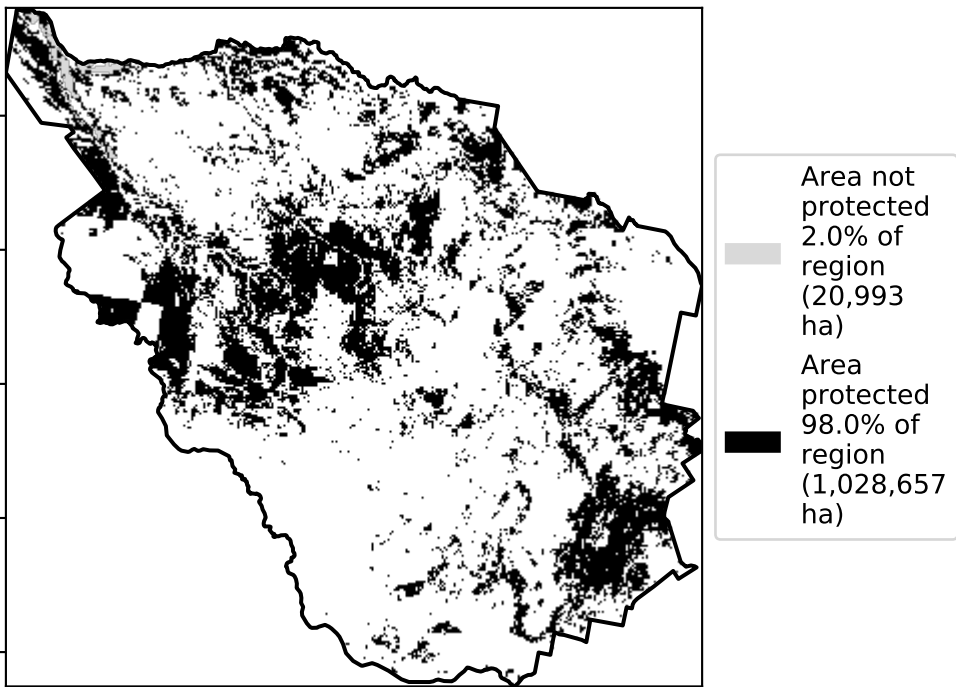 Area not
protected
2.0% of
region
(20,993
ha)
Area
protected
98.0% of
region
(1,028,657
ha)